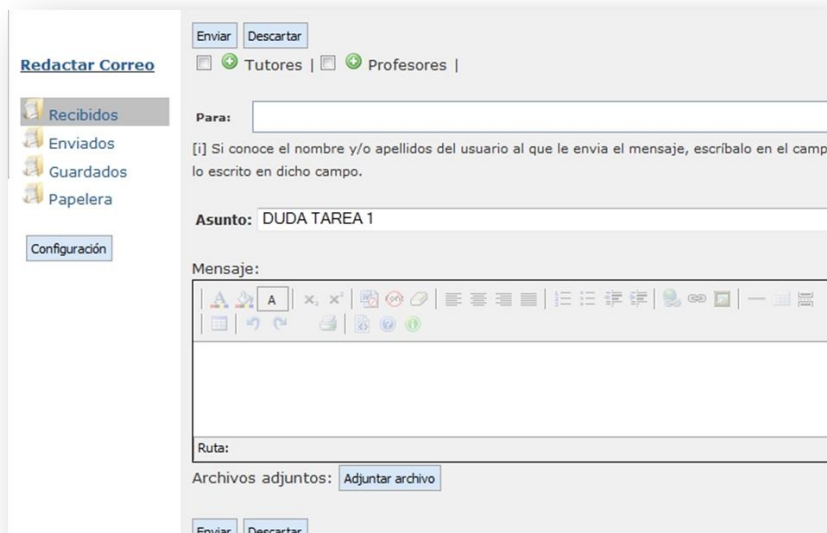 Enviar Descartar
Redactar Correo
Tutores | Profesores |
Recibidos
Enviados
Guardados
Papelera
Configuración
Para:
[i] Si conoce el nombre y/o apellidos del usuario al que le envia el mensaje, escríbalo en el camp
lo escrito en dicho campo.
Asunto: DUDA TAREA 1
Mensaje:
A A A x, x²
Ruta:
Archivos adjuntos: Adjuntar archivo
Enviar Descartar